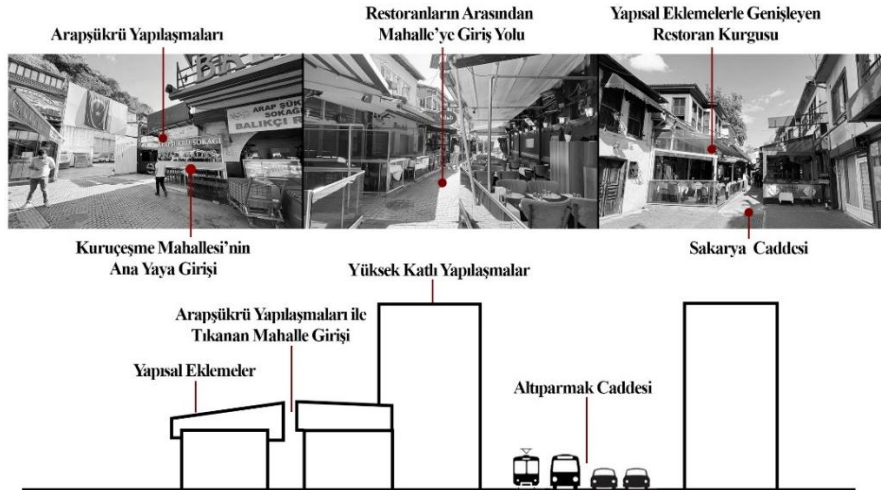 Arapşükrü Yapılaşmaları
Restoranların Arasından
Mahalle'ye Giriş Yolu
Yapısal Eklemelerle Genişleyen
Restoran Kurgusu
ARAP ŞÜK
SOKAĞI
BALIKÇI
SOKAĞI
Kuruçeşme Mahallesi'nin
Ana Yaya Girişi
Sakarya Caddesi
Yüksek Katlı Yapılaşmalar
Arapşükrü Yapılaşmaları ile
Tıkanan Mahalle Girişi
Yapısal Eklemeler
Altıparmak Caddesi